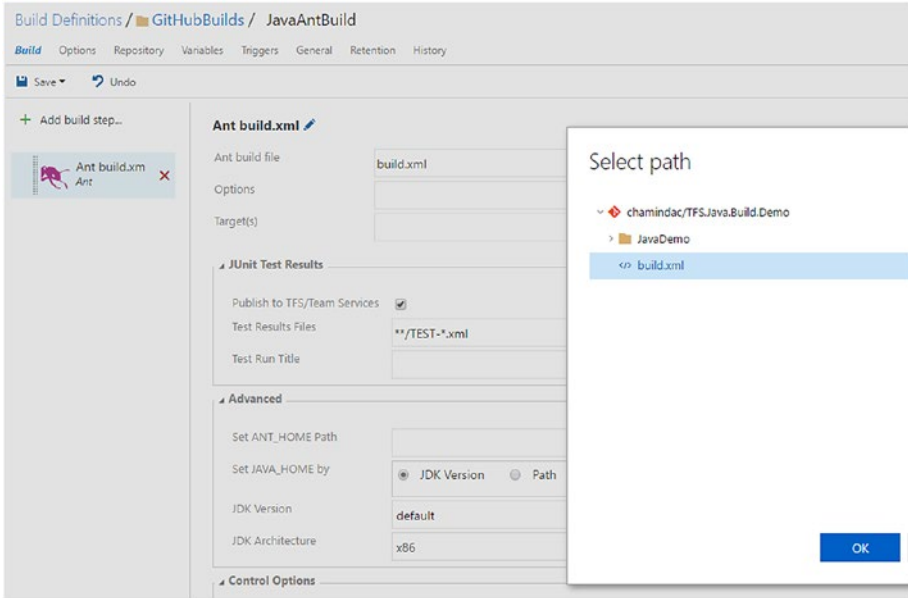 Build Definitions / GitHubBuilds / JavaAntBuild
Build Options Repository Variables Triggers General Retention History
Save Undo
+ Add build step...
Ant build.xm
Ant
Ant build.xml
Ant build file build.xml
Options
Target(s)
JUnit Test Results
Publish to TFS/Team Services
Test Results Files **/TEST-*.xml
Test Run Title
Advanced
Set ANT_HOME Path
Set JAVA_HOME by JDK Version Path
JDK Version default
JDK Architecture x86
Control Options
Select path
chamindac/TFS.Java.Build.Demo
JavaDemo
</> build.xml
OK